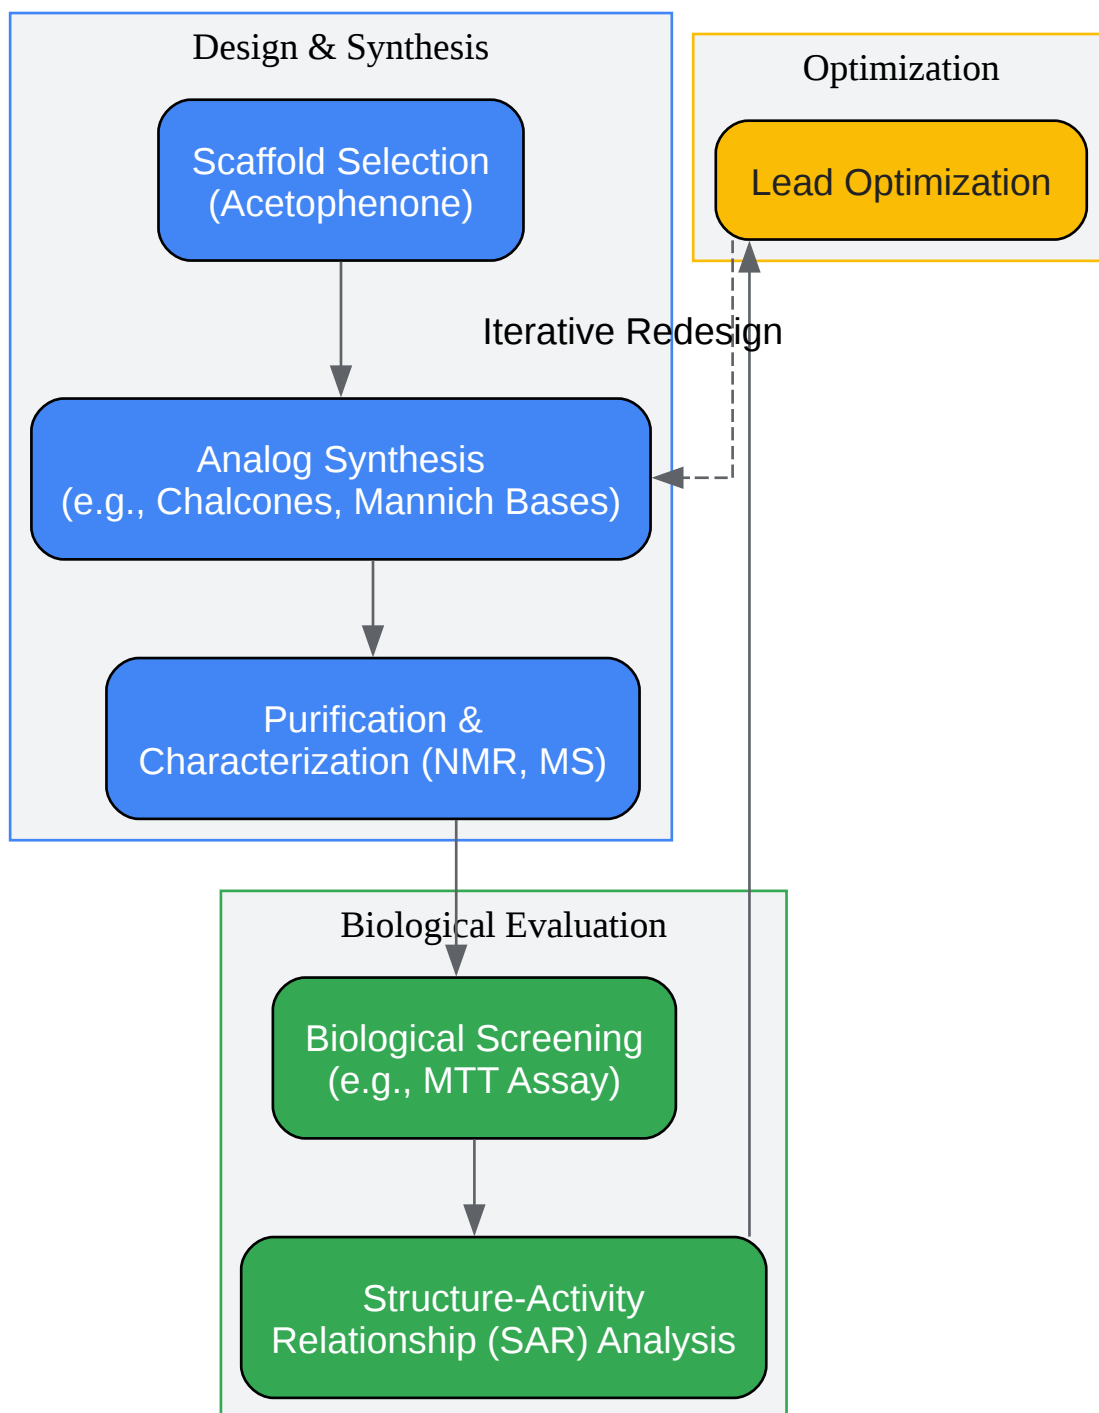 Design & Synthesis
Scaffold Selection
(Acetophenone)
Optimization
Lead Optimization
Iterative Redesign
Analog Synthesis
(e.g., Chalcones, Mannich Bases)
Purification &
Characterization (NMR, MS)
Biological Evaluation
Biological Screening
(e.g., MTT Assay)
Structure-Activity
Relationship (SAR) Analysis